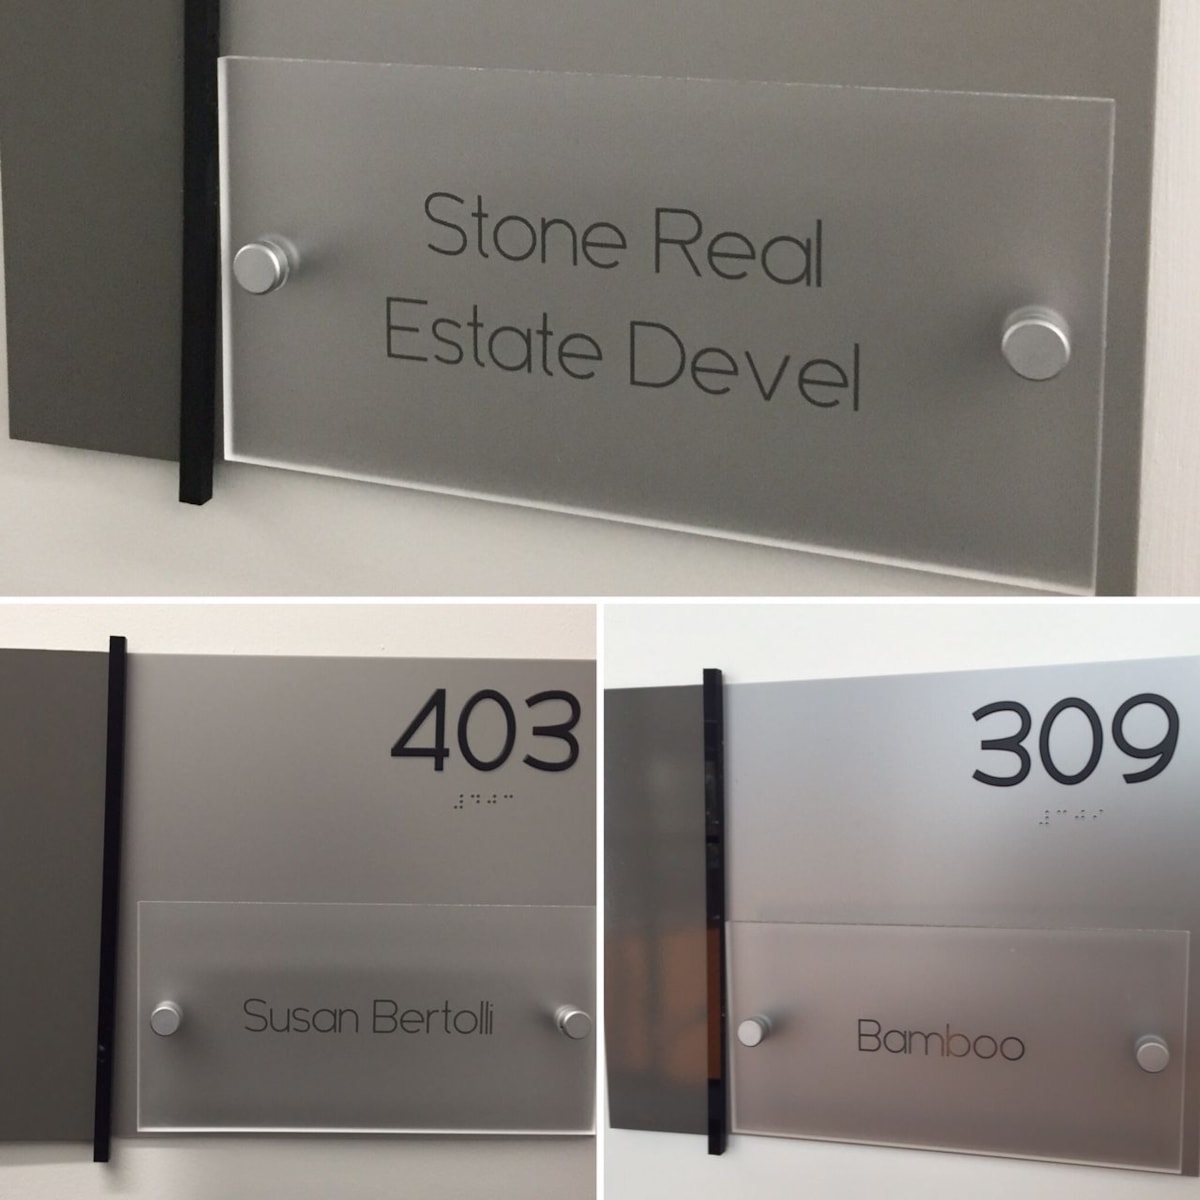 Stone Real
Estate Devel
403
⠼⠙⠚⠉
Susan Bertolli
309
⠼⠉⠚⠊
Bamboo